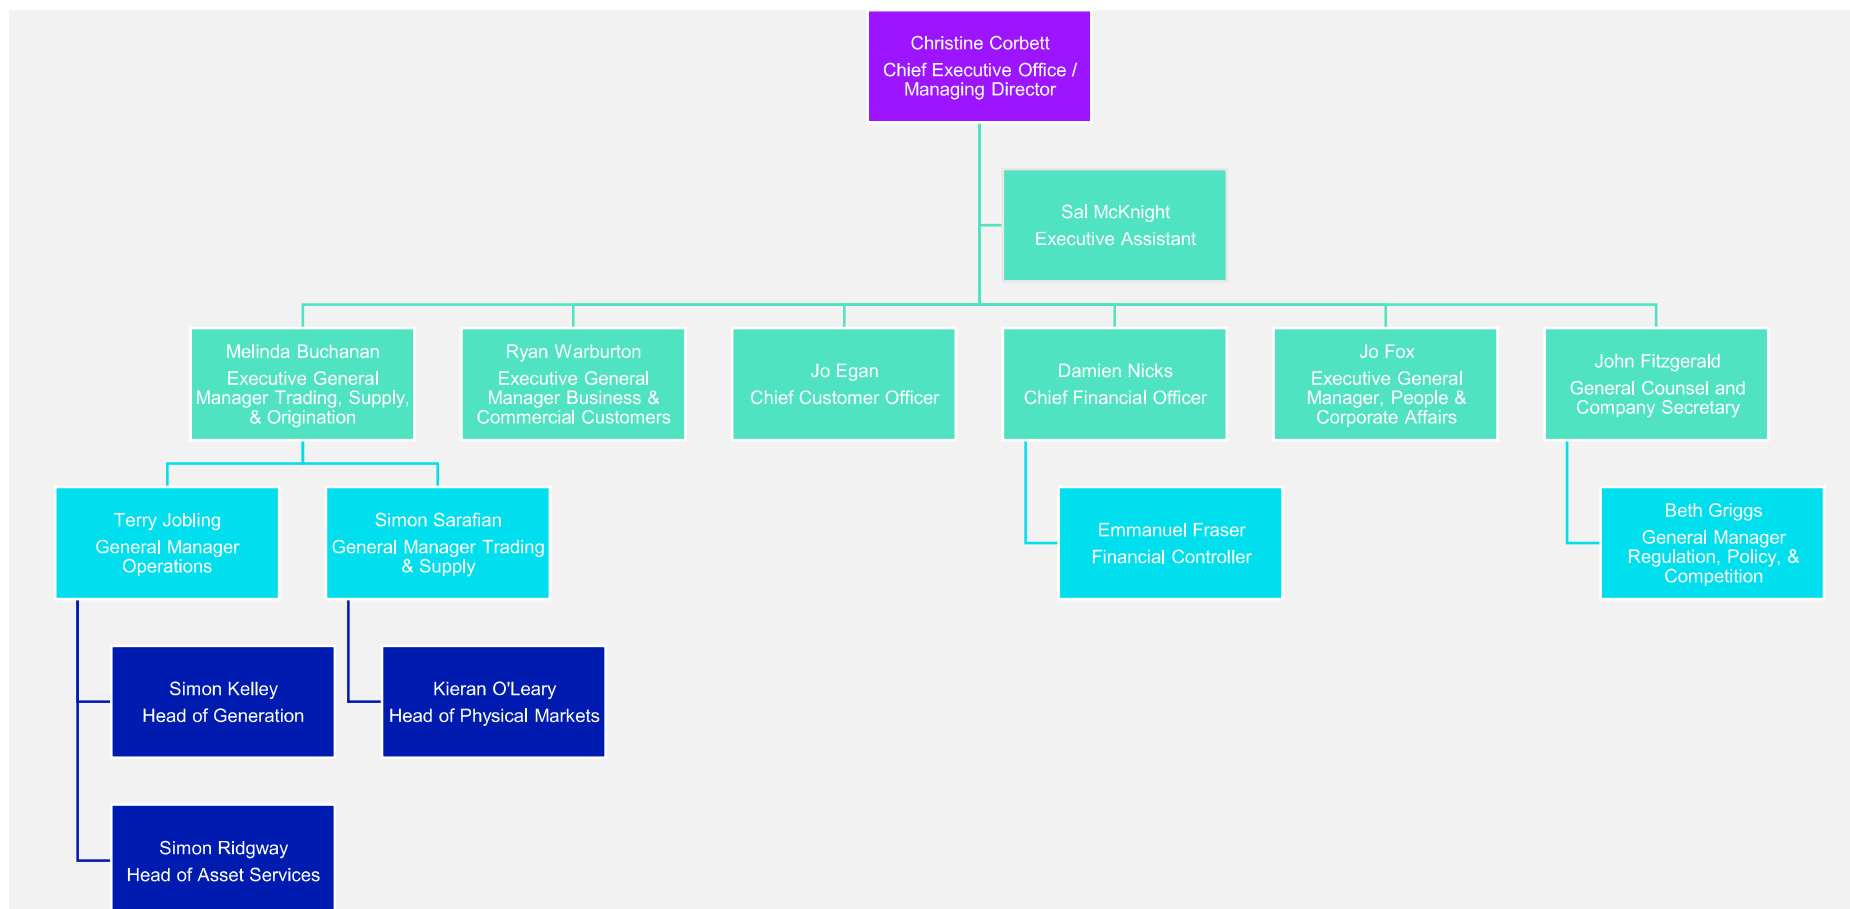 Christine Corbett
Chief Executive Office /
Managing Director
Sal McKnight
Executive Assistant
Melinda Buchanan
Executive General
Manager Trading, Supply,
& Origination
Ryan Warburton
Executive General
Manager Business &
Commercial Customers
Jo Egan
Chief Customer Officer
Damien Nicks
Chief Financial Officer
Jo Fox
Executive General
Manager, People &
Corporate Affairs
John Fitzgerald
General Counsel and
Company Secretary
Terry Jobling
General Manager
Operations
Simon Sarafian
General Manager Trading
& Supply
Emmanuel Fraser
Financial Controller
Beth Griggs
General Manager
Regulation, Policy, &
Competition
Simon Kelley
Head of Generation
Kieran O'Leary
Head of Physical Markets
Simon Ridgway
Head of Asset Services